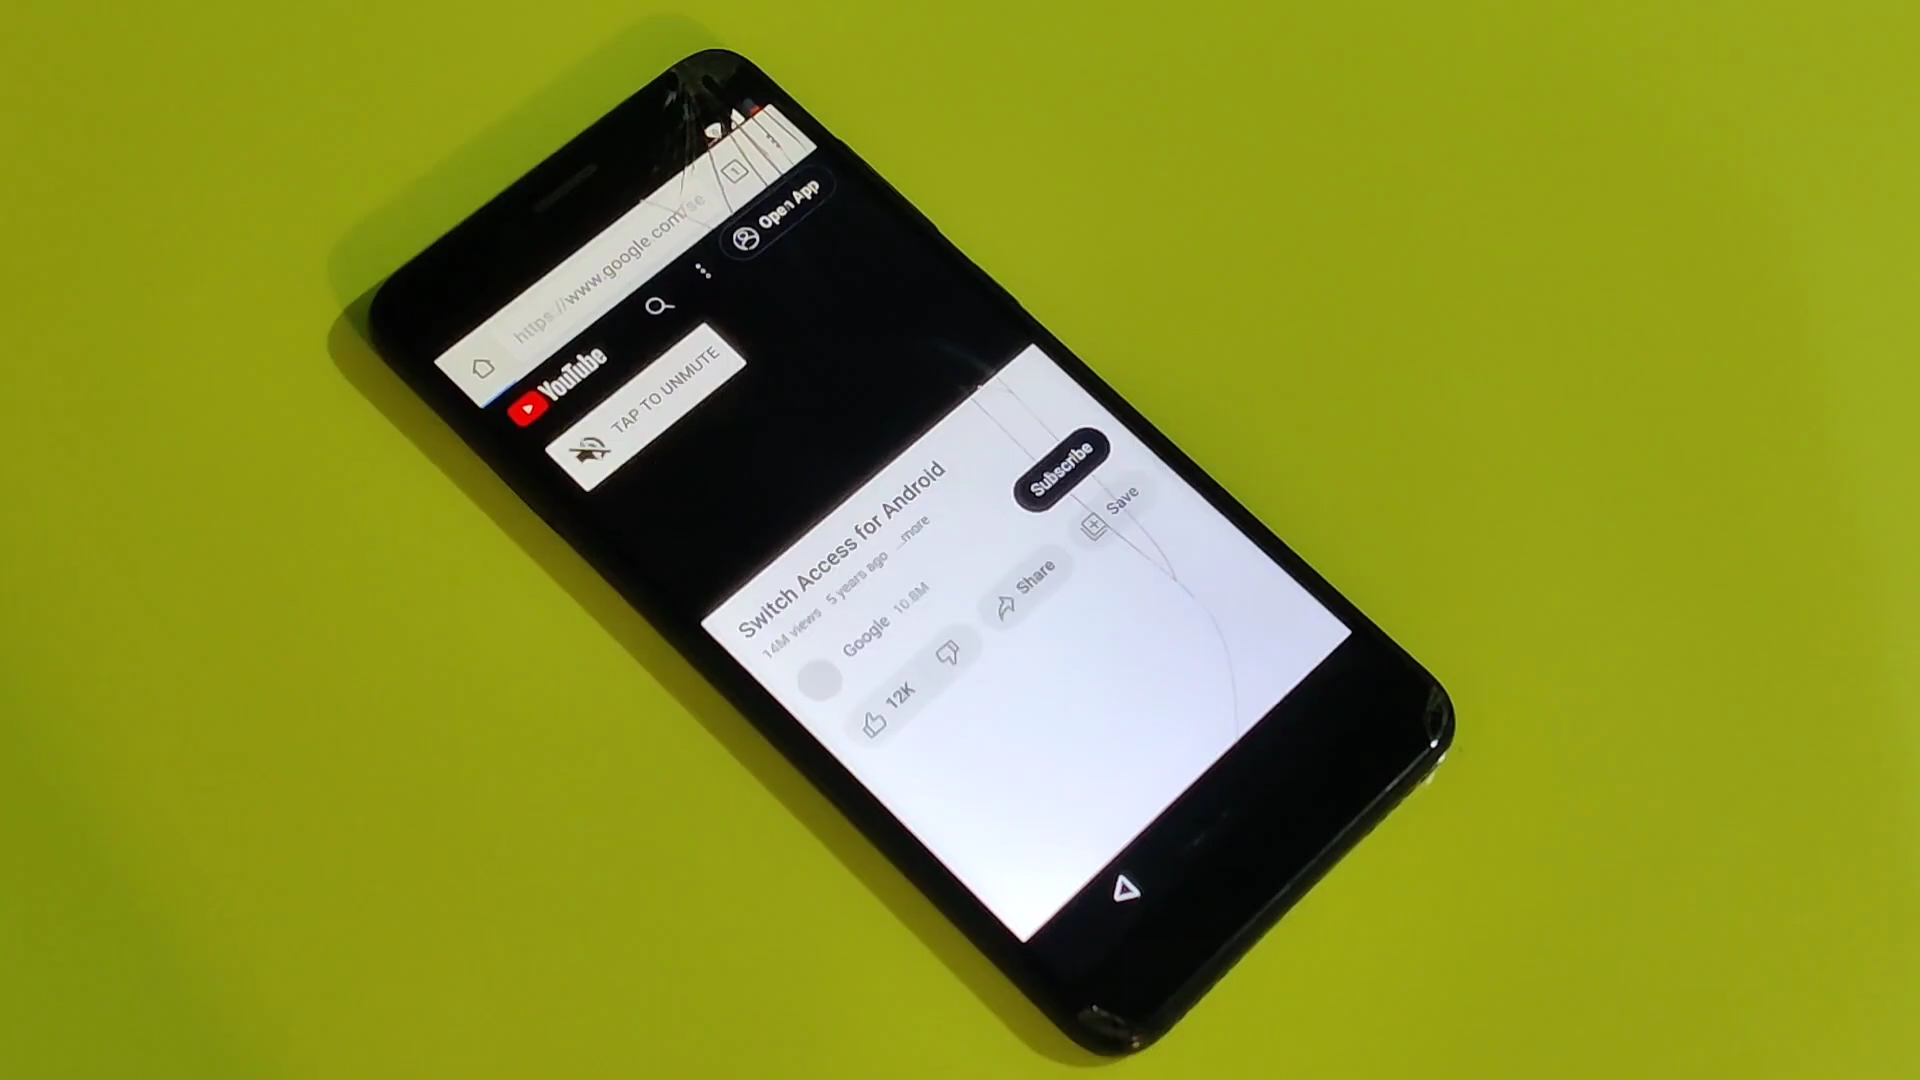 https://www.google.com/se
1
YouTube
Open App
TAP TO UNMUTE
Switch Access for Android
14M views 5 years ago ...more
Google 10.8M
Subscribe
12K
Share
Save